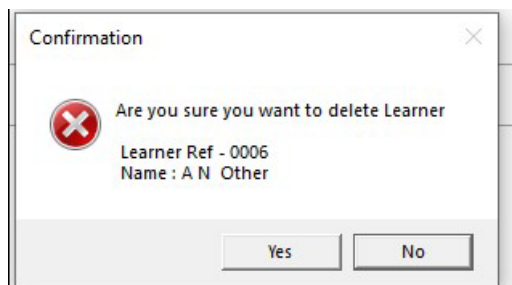 Confirmation
Are you sure you want to delete Learner
Learner Ref - 0006
Name : A N  Other
Yes
No